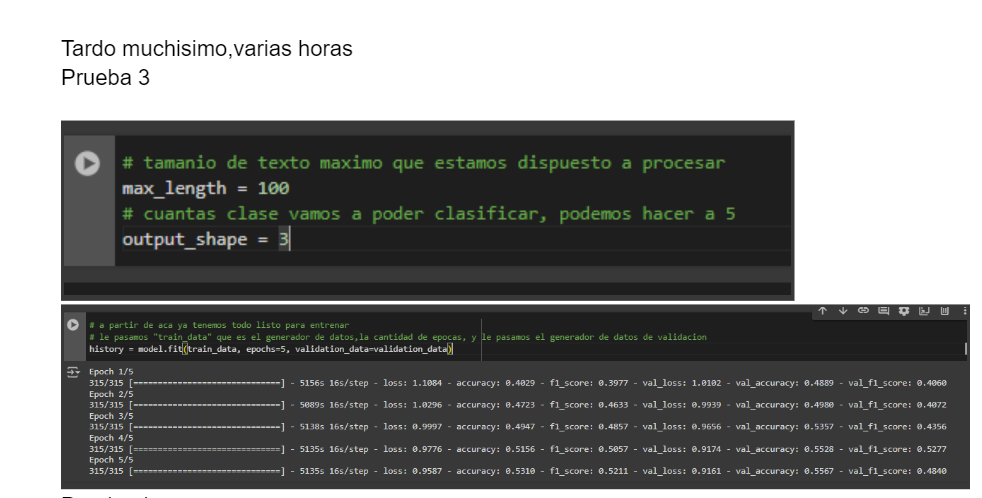 Tardo muchisimo,varias horas
Prueba 3
# tamanio de texto maximo que estamos dispuesto a procesar
max_length = 100
# cuantas clase vamos a poder clasificar, podemos hacer a 5
output_shape = 3
# a partir de aca ya tenemos todo listo para entrenar
# le pasamos "train_data" que es el generador de datos,la cantidad de epocas, y le pasamos el generador de datos de validacion
history = model.fit(train_data, epochs=5, validation_data=validation_data)
Epoch 1/5
315/315 [==============================] - 5156s 16s/step - loss: 1.1084 - accuracy: 0.4029 - f1_score: 0.3977 - val_loss: 1.0102 - val_accuracy: 0.4889 - val_f1_score: 0.4060
Epoch 2/5
315/315 [==============================] - 5089s 16s/step - loss: 1.0296 - accuracy: 0.4723 - f1_score: 0.4633 - val_loss: 0.9939 - val_accuracy: 0.4980 - val_f1_score: 0.4072
Epoch 3/5
315/315 [==============================] - 5138s 16s/step - loss: 0.9997 - accuracy: 0.4947 - f1_score: 0.4857 - val_loss: 0.9656 - val_accuracy: 0.5357 - val_f1_score: 0.4356
Epoch 4/5
315/315 [==============================] - 5135s 16s/step - loss: 0.9776 - accuracy: 0.5156 - f1_score: 0.5057 - val_loss: 0.9174 - val_accuracy: 0.5528 - val_f1_score: 0.5277
Epoch 5/5
315/315 [==============================] - 5135s 16s/step - loss: 0.9587 - accuracy: 0.5310 - f1_score: 0.5211 - val_loss: 0.9161 - val_accuracy: 0.5567 - val_f1_score: 0.4840